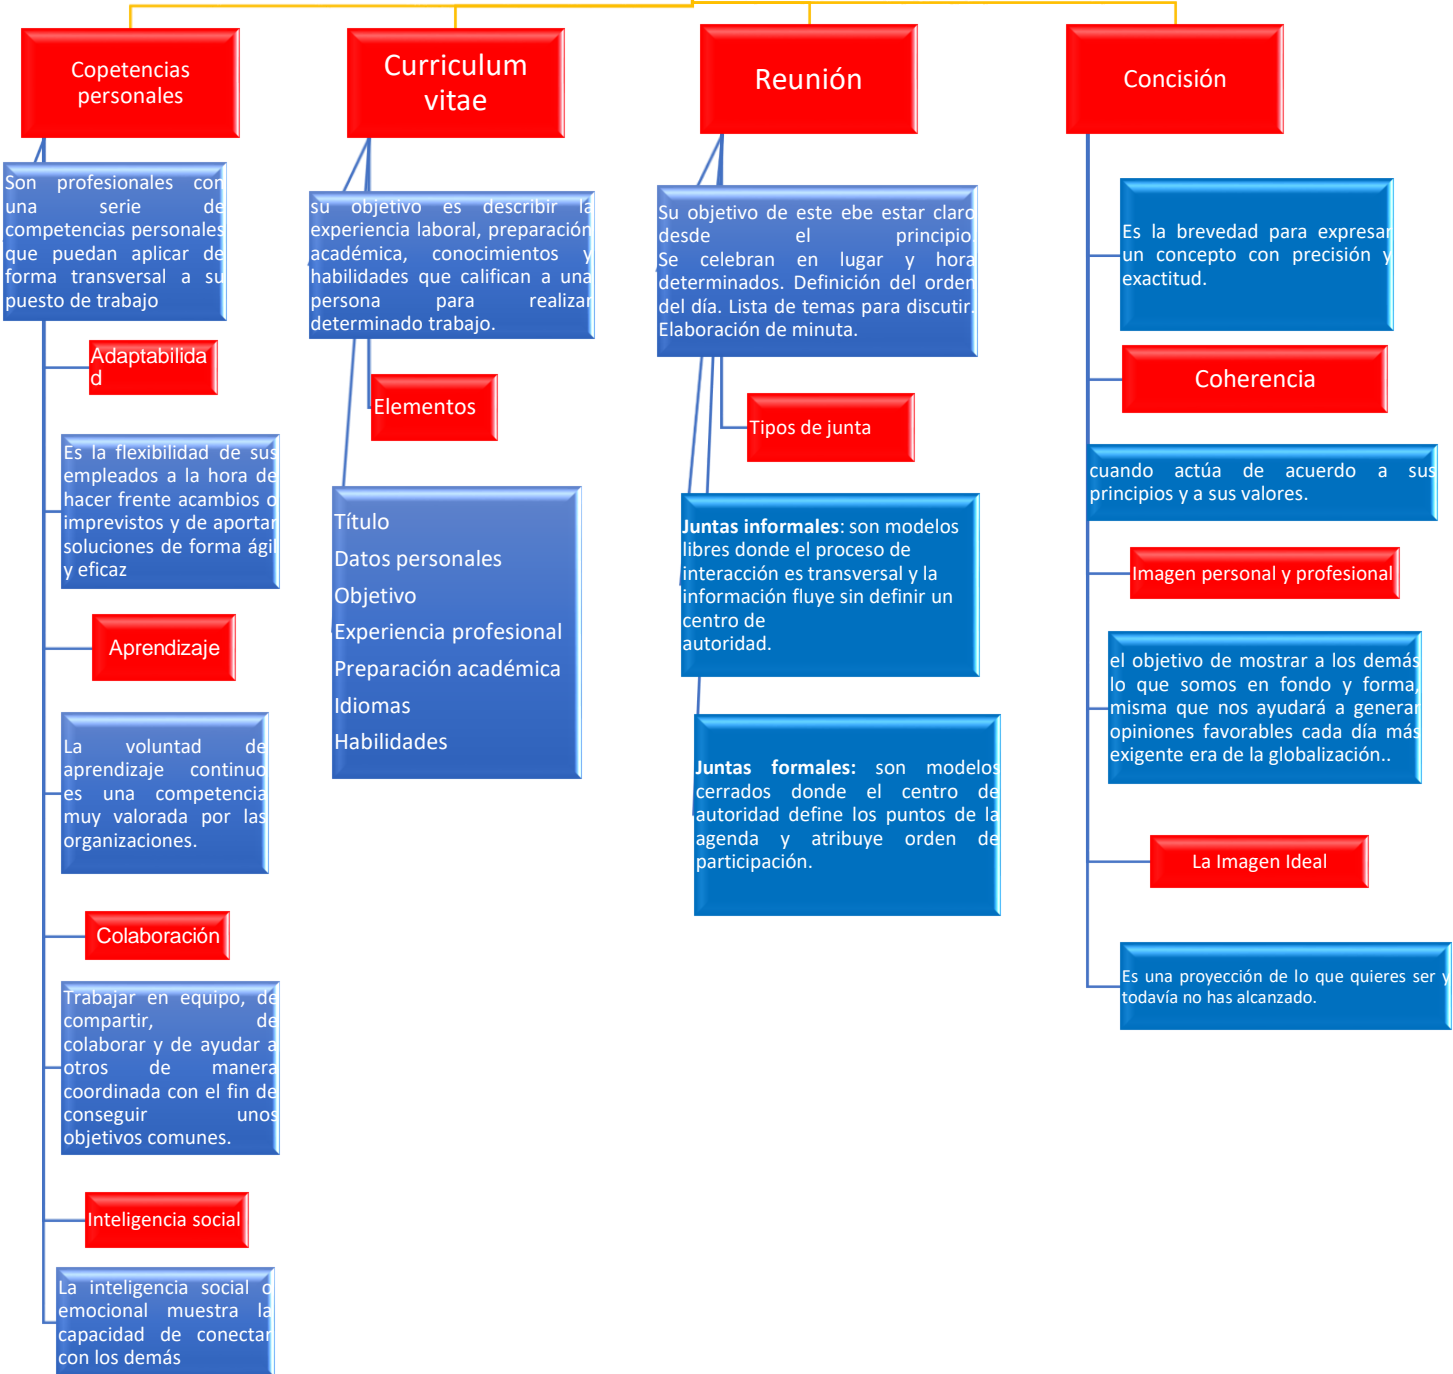 Copetencias
personales
Son profesionales con
una serie de
competencias personales
que puedan aplicar de
forma transversal a su
puesto de trabajo
Adaptabilida
d
Es la flexibilidad de sus
empleados a la hora de
hacer frente acambios o
imprevistos y de aportar
soluciones de forma ágil
y eficaz
Aprendizaje
La voluntad de
aprendizaje continuo
es una competencia
muy valorada por las
organizaciones.
Colaboración
Trabajar en equipo, de
compartir, de
colaborar y de ayudar a
otros de manera
coordinada con el fin de
conseguir unos
objetivos comunes.
Inteligencia social
La inteligencia social o
emocional muestra la
capacidad de conectar
con los demás
Curriculum
vitae
su objetivo es describir la
experiencia laboral, preparación
académica, conocimientos y
habilidades que califican a una
persona para realizar
determinado trabajo.
Elementos
Título
Datos personales
Objetivo
Experiencia profesional
Preparación académica
Idiomas
Habilidades
Reunión
Su objetivo de este ebe estar claro
desde el principio.
Se celebran en lugar y hora
determinados. Definición del orden
del día. Lista de temas para discutir.
Elaboración de minuta.
Tipos de junta
Juntas informales: son modelos
libres donde el proceso de
interacción es transversal y la
información fluye sin definir un
centro de
autoridad.
Juntas formales: son modelos
cerrados donde el centro de
autoridad define los puntos de la
agenda y atribuye orden de
participación.
Concisión
Es la brevedad para expresar
un concepto con precisión y
exactitud.
Coherencia
cuando actúa de acuerdo a sus
principios y a sus valores.
Imagen personal y profesional
el objetivo de mostrar a los demás
lo que somos en fondo y forma,
misma que nos ayudará a generar
opiniones favorables cada día más
exigente era de la globalización..
La Imagen Ideal
Es una proyección de lo que quieres ser y
todavía no has alcanzado.